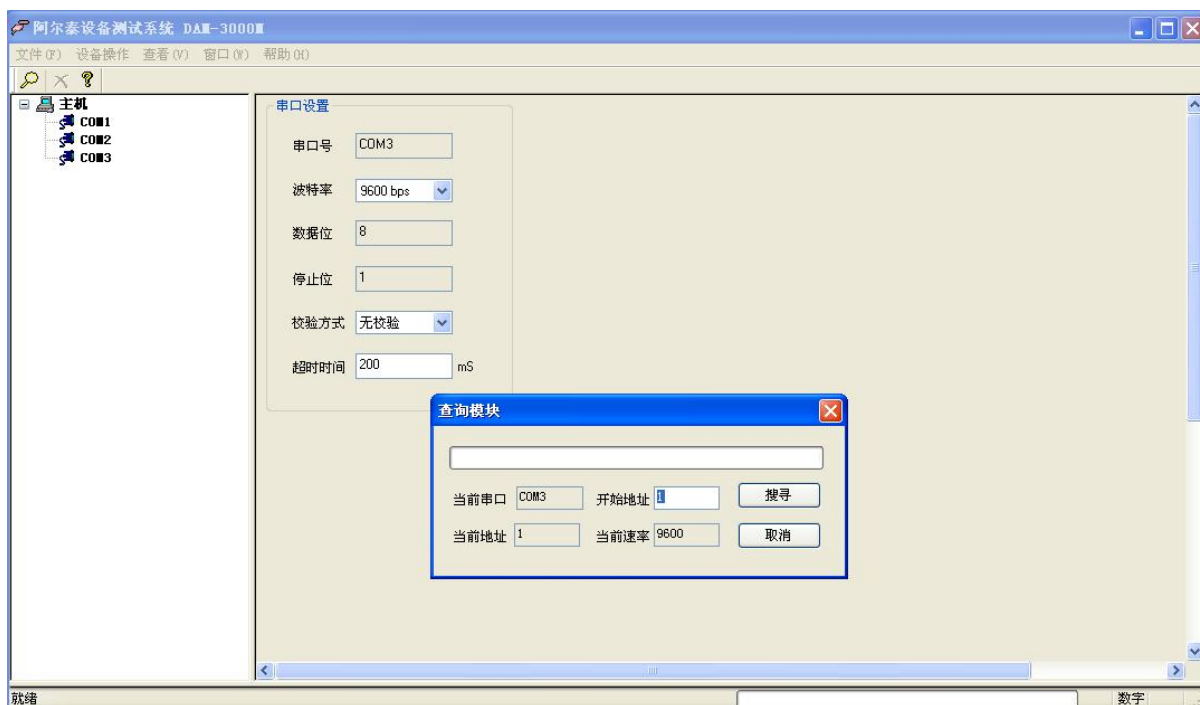 阿尔泰设备测试系统 DAM-3000M
文件(F) 设备操作 查看(V) 窗口(W) 帮助(H)
主机
COM1
COM2
COM3
串口设置
串口号 COM3
波特率 9600 bps
数据位 8
停止位 1
校验方式 无校验
超时时间 200 mS
查询模块
当前串口 COM3 开始地址 1 搜寻
当前地址 1 当前速率 9600 取消
就绪 数字